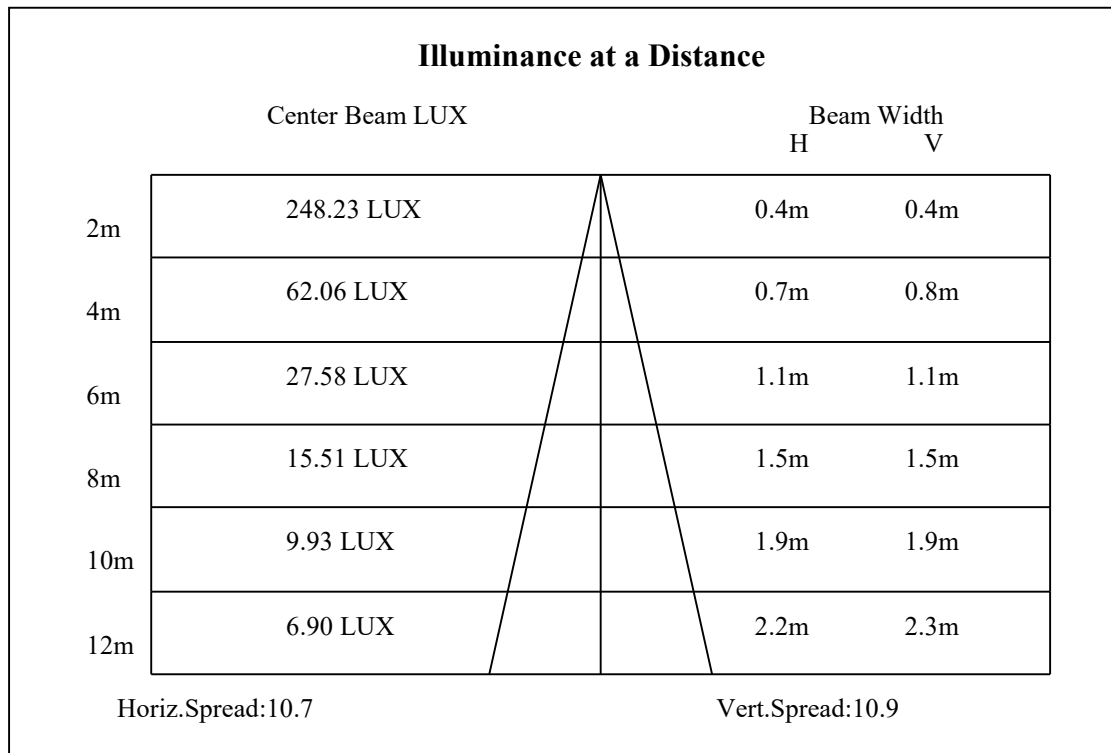 Illuminance at a Distance
Center Beam LUX Beam Width
H V
2m 248.23 LUX 0.4m 0.4m
4m 62.06 LUX 0.7m 0.8m
6m 27.58 LUX 1.1m 1.1m
8m 15.51 LUX 1.5m 1.5m
10m 9.93 LUX 1.9m 1.9m
12m 6.90 LUX 2.2m 2.3m
Horiz.Spread:10.7 Vert.Spread:10.9